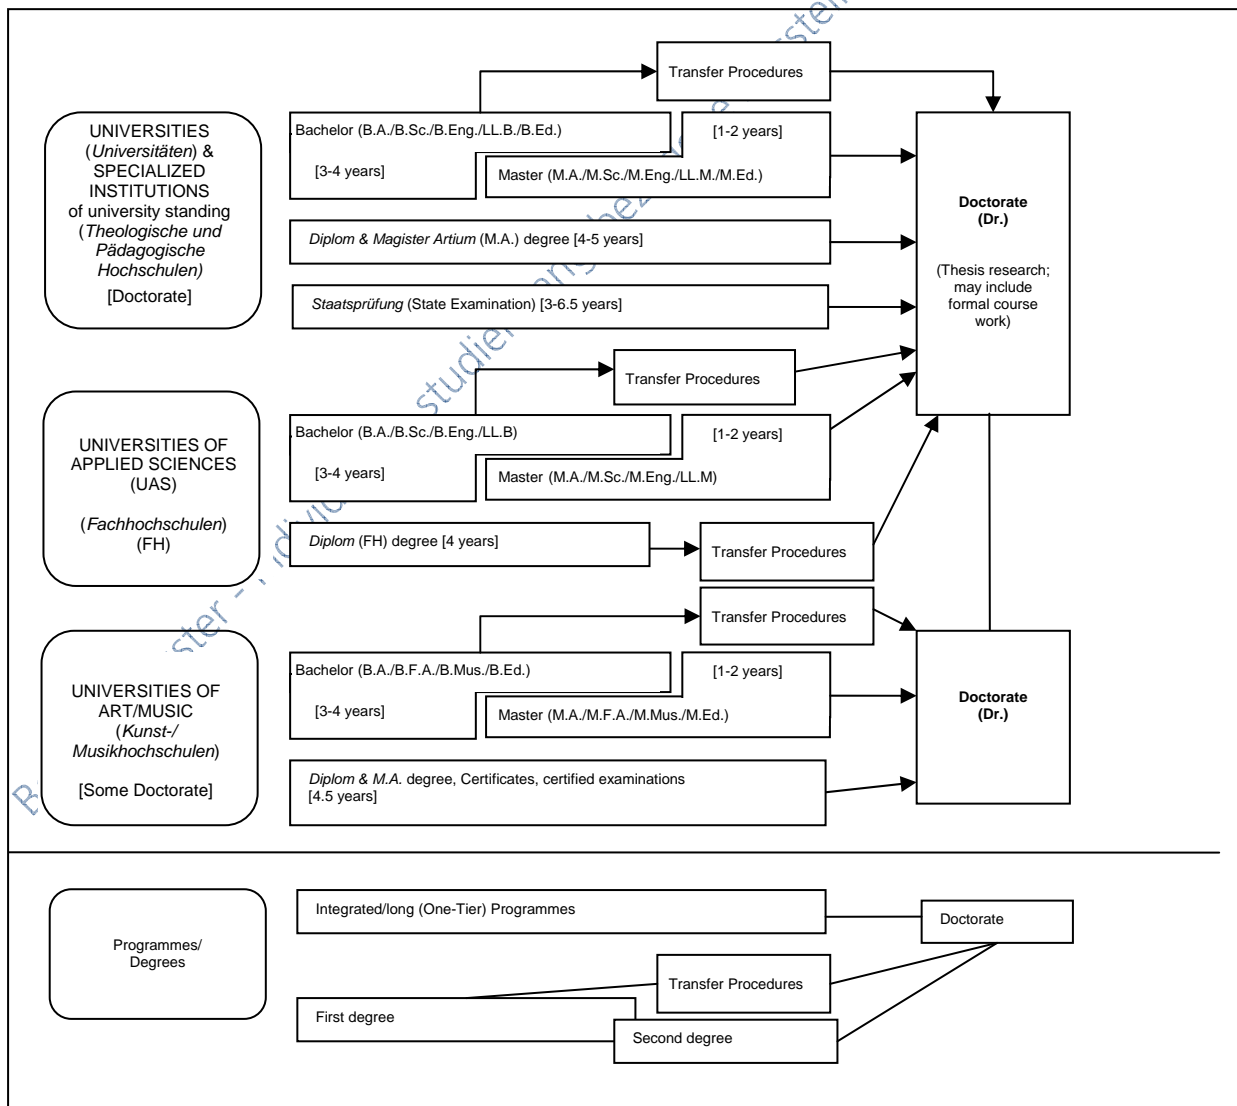 Transfer Procedures
UNIVERSITIES
(Universitäten) &
SPECIALIZED
INSTITUTIONS
of university standing
(Theologische und
Pädagogische
Hochschulen)
[Doctorate]
Bachelor (B.A./B.Sc./B.Eng./LL.B./B.Ed.)
[3-4 years]
[1-2 years]
Master (M.A./M.Sc./M.Eng./LL.M./M.Ed.)
Diplom & Magister Artium (M.A.) degree [4-5 years]
Staatsprüfung (State Examination) [3-6.5 years]
Doctorate
(Dr.)
(Thesis research;
may include
formal course
work)
Transfer Procedures
UNIVERSITIES OF
APPLIED SCIENCES
(UAS)
(Fachhochschulen)
(FH)
Bachelor (B.A./B.Sc./B.Eng./LL.B)
[3-4 years]
[1-2 years]
Master (M.A./M.Sc./M.Eng./LL.M)
Diplom (FH) degree [4 years]
Transfer Procedures
Transfer Procedures
UNIVERSITIES OF
ART/MUSIC
(Kunst-/
Musikhochschulen)
[Some Doctorate]
Bachelor (B.A./B.F.A./B.Mus./B.Ed.)
[3-4 years]
[1-2 years]
Master (M.A./M.F.A./M.Mus./M.Ed.)
Diplom & M.A. degree, Certificates, certified examinations
[4.5 years]
Doctorate
(Dr.)
Programmes/
Degrees
Integrated/long (One-Tier) Programmes
Doctorate
Transfer Procedures
First degree
Second degree